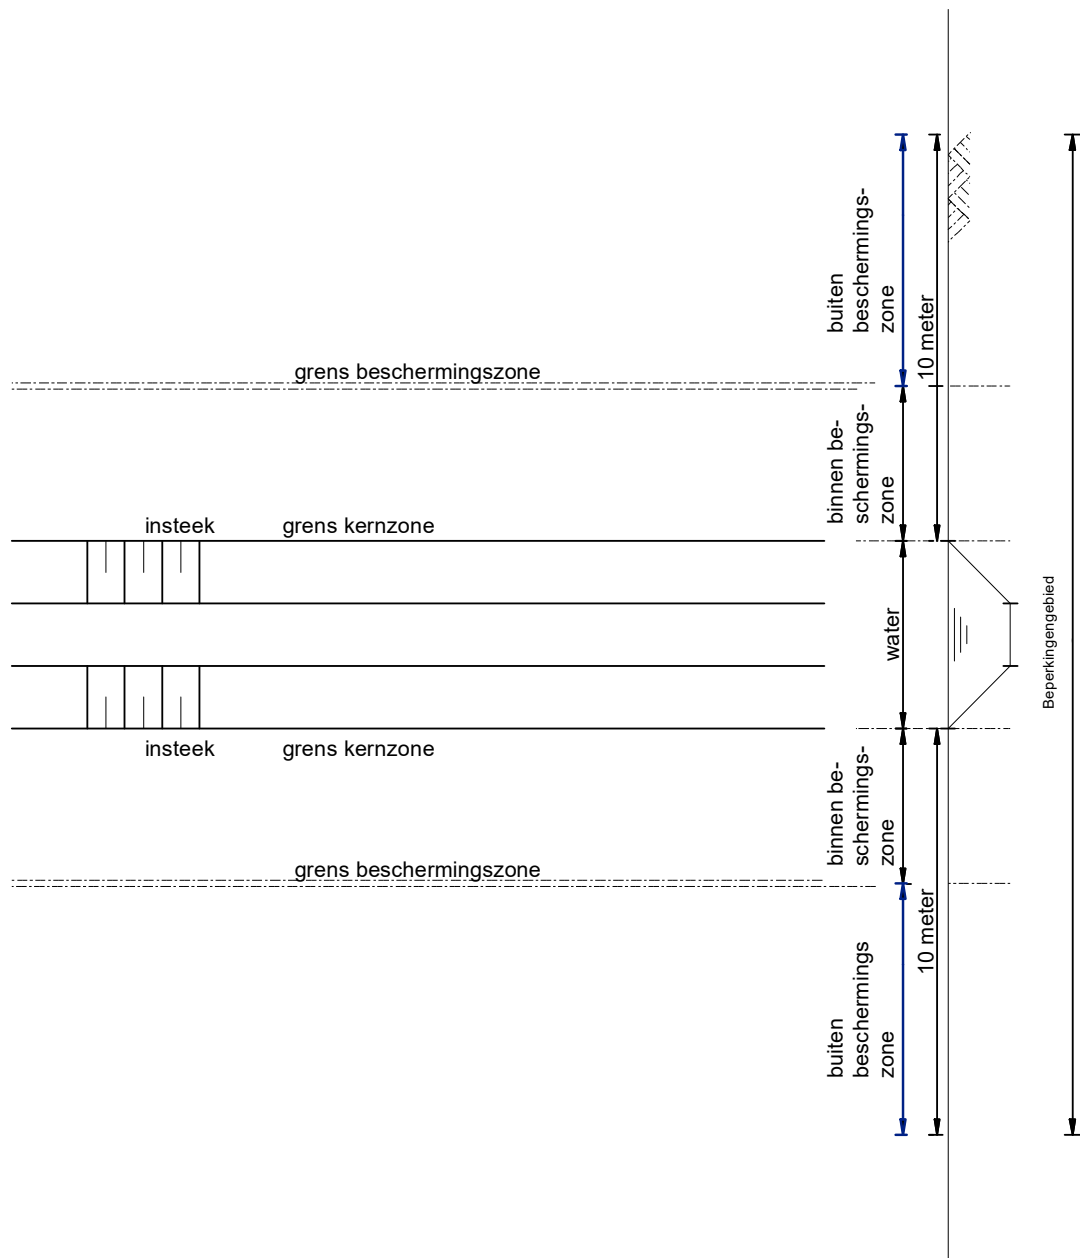 buiten
beschermings-
zone
10 meter
grens beschermingszone
binnen be-
schermings-
zone
insteek
grens kernzone
water
Beperkingengebied
insteek
grens kernzone
binnen be-
schermings-
zone
grens beschermingszone
10 meter
buiten
beschermings
zone